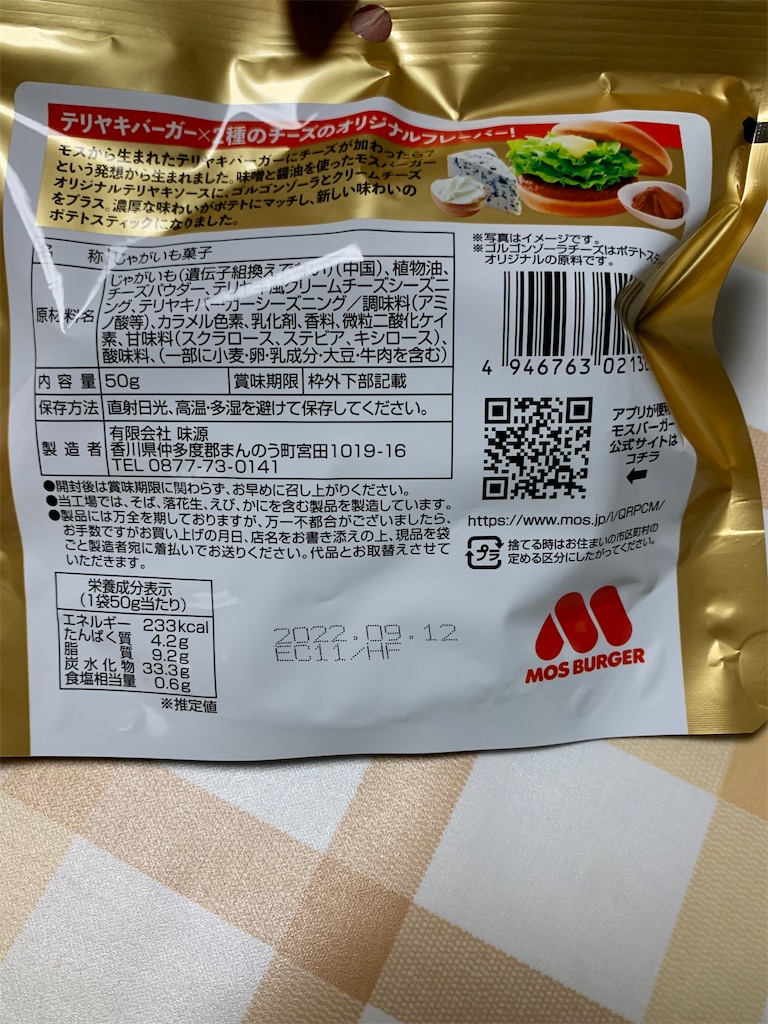 テリヤキバーガー×2種のチーズのオリジナルフレーバー!
モスから生まれたテリヤキバーガーにチーズが加わったら?
という発想から生まれました。味噌と醤油を使ったモスバーガー
オリジナルテリヤキソースに、ゴルゴンゾーラとクリームチーズ
をプラス。濃厚な味わいがポテトにマッチし、新しい味わいの
ポテトスティックになりました。
※写真はイメージです。
※ゴルゴンゾーラチーズはポテトス
オリジナルの原料です。
名 称 じゃがいも菓子
原材料名 じゃがいも(遺伝子組換えでない)(中国)、植物油、
チーズパウダー、テリヤキ風クリームチーズシーズニ
ング、テリヤキバーガーシーズニング/調味料(アミ
ノ酸等)、カラメル色素、乳化剤、香料、微粒二酸化ケイ
素、甘味料(スクラロース、ステビア、キシロース)、
酸味料、(一部に小麦・卵・乳成分・大豆・牛肉を含む)
内容量 50g 賞味期限 枠外下部記載
保存方法 直射日光、高温・多湿を避けて保存してください。
製造者 有限会社 味源
香川県仲多度郡まんのう町宮田1019-16
TEL 0877-73-0141
4 946763 0213
アプリが便利
モスバーガー
公式サイトは
コチラ
https://www.mos.jp/i/QRPCM/
プラ
捨てる時はお住まいの市区町村の
定める区分にしたがってください。
●開封後は賞味期限に関わらず、お早めに召し上がりください。
●当工場では、そば、落花生、えび、かにを含む製品を製造しています。
●製品には万全を期しておりますが、万一不都合がございましたら、
お手数ですがお買い上げの月日、店名をお書き添えの上、現品を袋
ごと製造者宛に着払いでお送りください。代品とお取替えさせて
いただきます。
栄養成分表示
(1袋50g当たり)
エネルギー 233kcal
たんぱく質 4.2g
脂質 9.2g
炭水化物 33.3g
食塩相当量 0.6g
※推定値
2022.09.12
EC11/HF
MOS BURGER